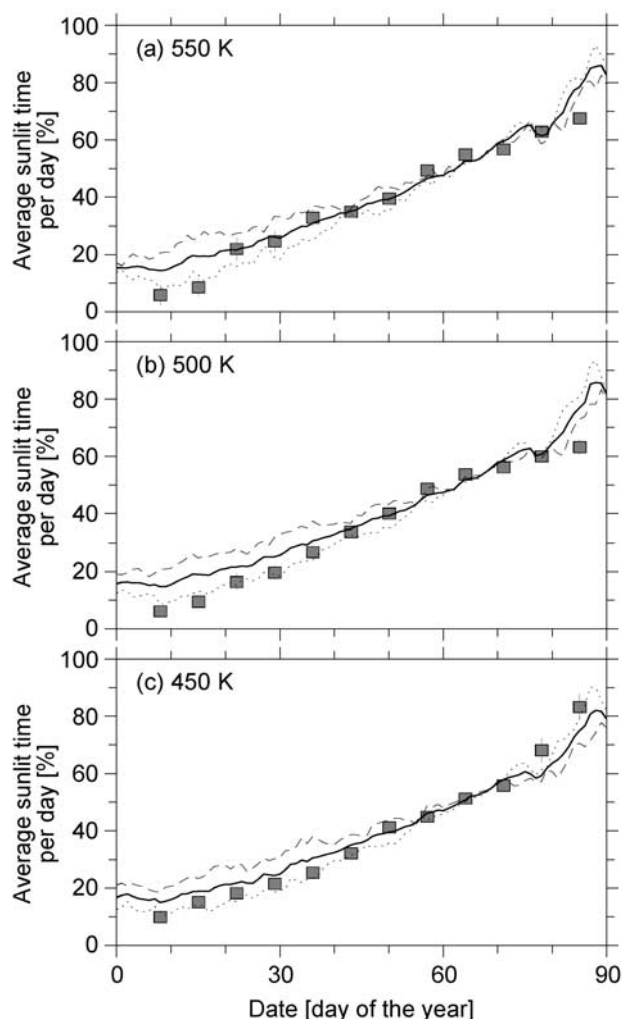 100
80
60
40
20
0
(a) 550 K
Average sunlit time
per day [%]
100
80
60
40
20
0
(b) 500 K
Average sunlit time
per day [%]
100
80
60
40
20
0
(c) 450 K
Average sunlit time
per day [%]
0 30 60 90
Date [day of the year]